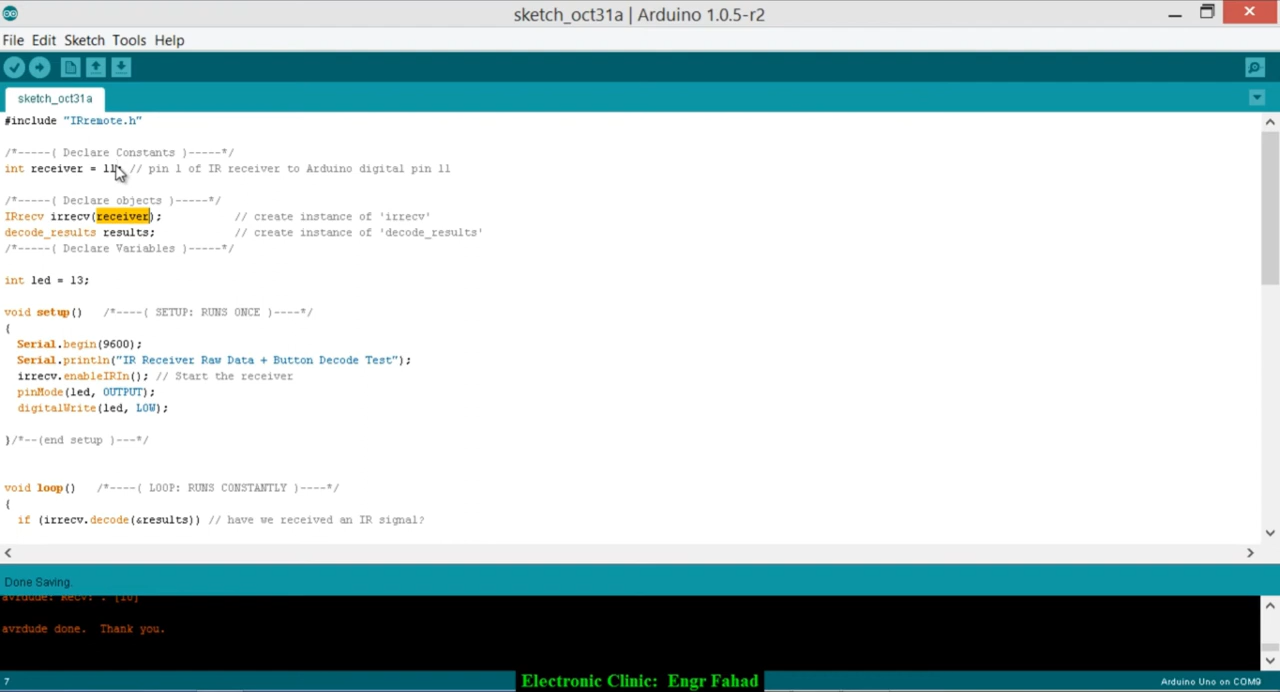 sketch_oct31a | Arduino 1.0.5-r2
File Edit Sketch Tools Help
sketch_oct31a
#include "IRremote.h"
/*-----( Declare Constants )-----*/
int receiver = 11; // pin 1 of IR receiver to Arduino digital pin 11
/*-----( Declare objects )-----*/
IRrecv irrecv(receiver); // create instance of 'irrecv'
decode_results results; // create instance of 'decode_results'
/*-----( Declare Variables )-----*/
int led = 13;
void setup() /*----( SETUP: RUNS ONCE )----*/
{
Serial.begin(9600);
Serial.println("IR Receiver Raw Data + Button Decode Test");
irrecv.enableIRIn(); // Start the receiver
pinMode(led, OUTPUT);
digitalWrite(led, LOW);
}/*--(end setup )---*/
void loop() /*----( LOOP: RUNS CONSTANTLY )----*/
{
if (irrecv.decode(&results)) // have we received an IR signal?
Done Saving.
avrdude: Recv: . [10]
avrdude done. Thank you.
Electronic Clinic: Engr Fahad
7
Arduino Uno on COM9